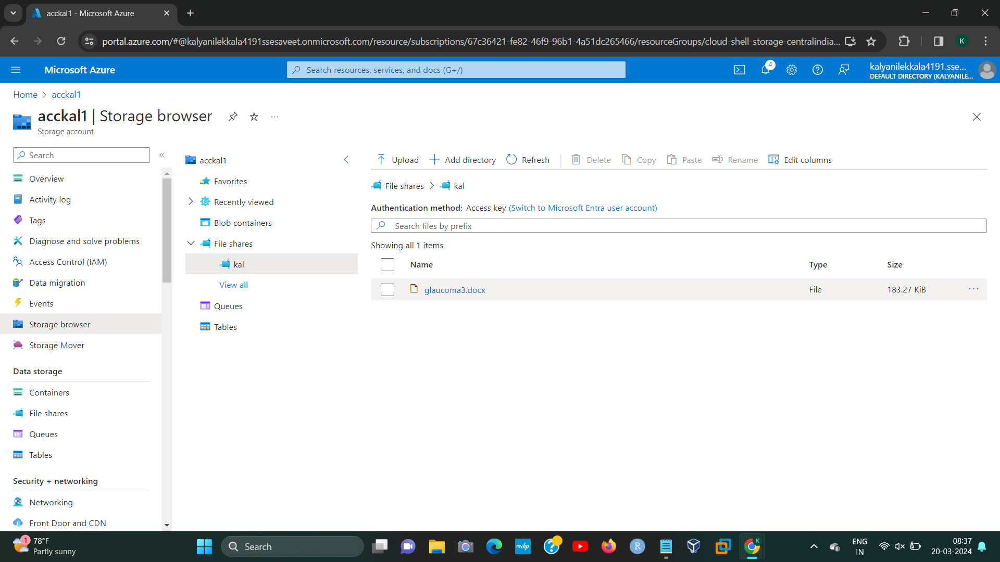 acckal1 - Microsoft Azure
portal.azure.com/#@kalyanilekkala4191ssesaveet.onmicrosoft.com/resource/subscriptions/67c36421-fe82-46f9-96b1-4a51dc265466/resourceGroups/cloud-shell-storage-centralindia...
K
Microsoft Azure
Search resources, services, and docs (G+/)
4
kalyanilekkala4191.sse...
DEFAULT DIRECTORY (KALYANILE...
Home > acckal1
acckal1 | Storage browser
Storage account
Search
Overview
Activity log
Tags
Diagnose and solve problems
Access Control (IAM)
Data migration
Events
Storage browser
Storage Mover
Data storage
Containers
File shares
Queues
Tables
Security + networking
Networking
Front Door and CDN
acckal1
Favorites
Recently viewed
Blob containers
File shares
kal
View all
Queues
Tables
Upload
Add directory
Refresh
Delete
Copy
Paste
Rename
Edit columns
File shares > kal
Authentication method: Access key (Switch to Microsoft Entra user account)
Search files by prefix
Showing all 1 items
Name Type Size
glaucoma3.docx File 183.27 KiB
1
78°F
Partly sunny
Search
myhp
R
K
ENG
IN
08:37
20-03-2024